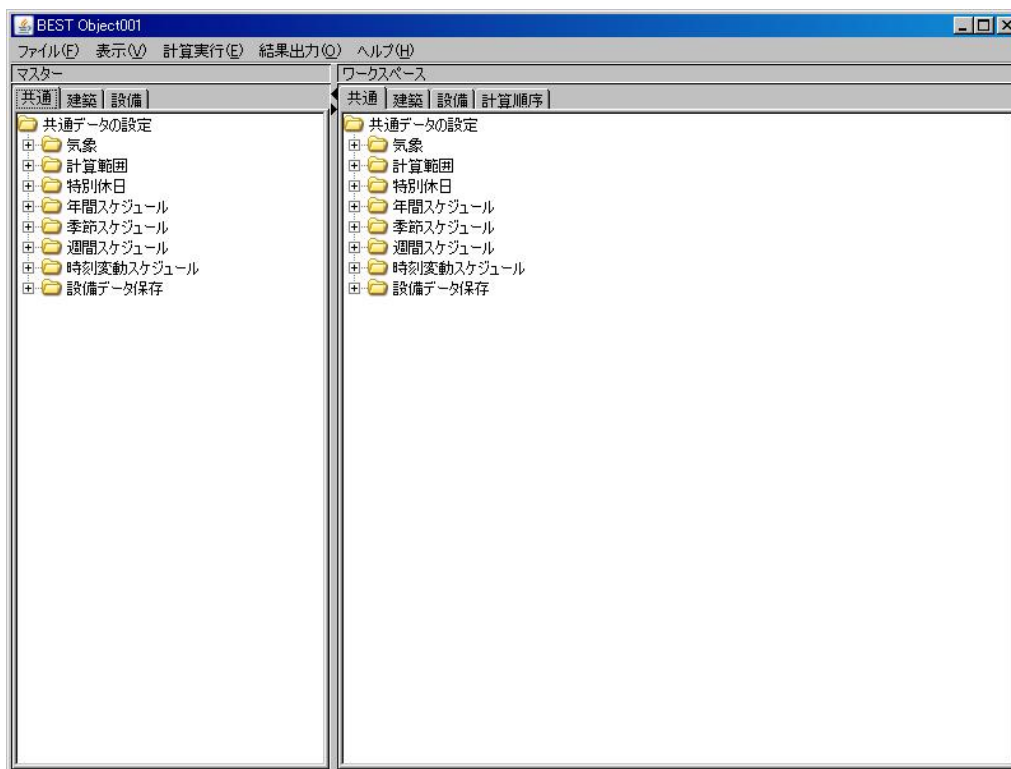 BEST Object001
ファイル(F) 表示(V) 計算実行(E) 結果出力(O) ヘルプ(H)
マスター
共通 建築 設備
共通データの設定
気象
計算範囲
特別休日
年間スケジュール
季節スケジュール
週間スケジュール
時刻変動スケジュール
設備データ保存
ワークスペース
共通 建築 設備 計算順序
共通データの設定
気象
計算範囲
特別休日
年間スケジュール
季節スケジュール
週間スケジュール
時刻変動スケジュール
設備データ保存